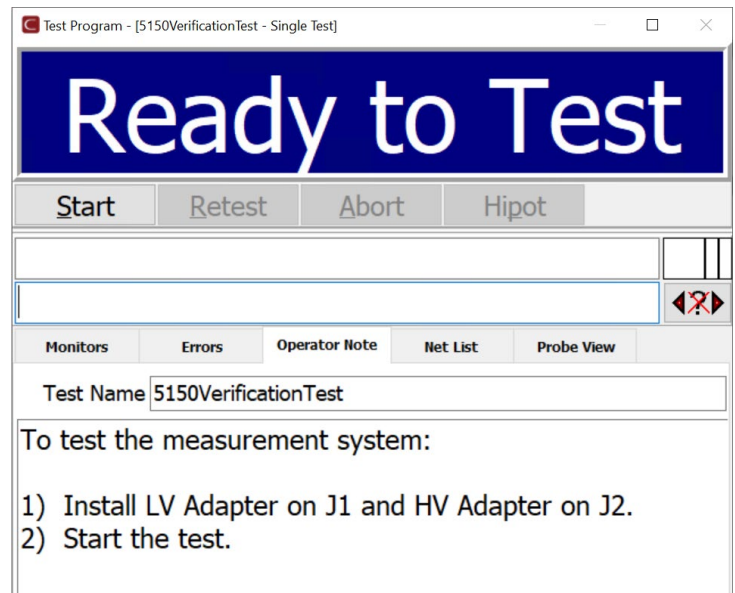 Test Program - [5150VerificationTest - Single Test]
Ready to Test
Start Retest Abort Hipot
Monitors Errors Operator Note Net List Probe View
Test Name 5150VerificationTest
To test the measurement system:
1) Install LV Adapter on J1 and HV Adapter on J2.
2) Start the test.